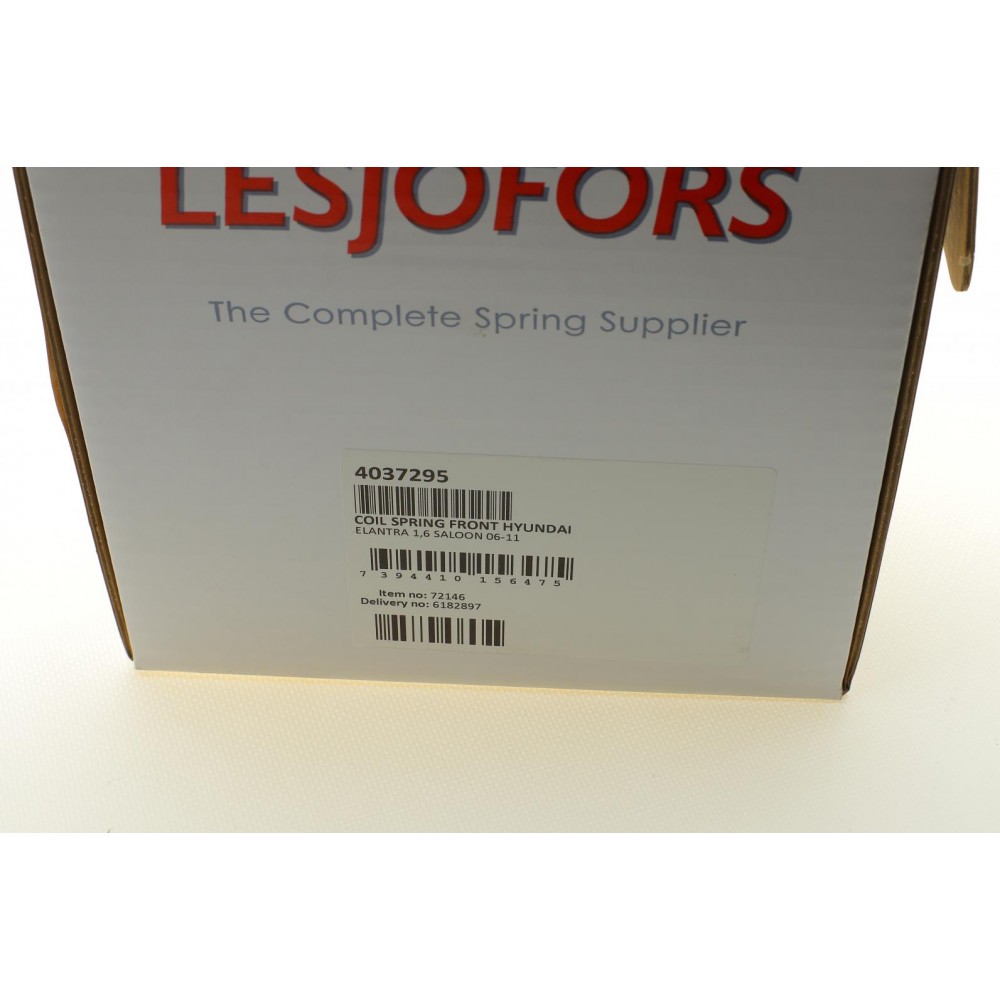 LESJOFORS
The Complete Spring Supplier
4037295
COIL SPRING FRONT HYUNDAI
ELANTRA 1,6 SALOON 06-11
7 394410 156475
Item no: 72146
Delivery no: 6182897